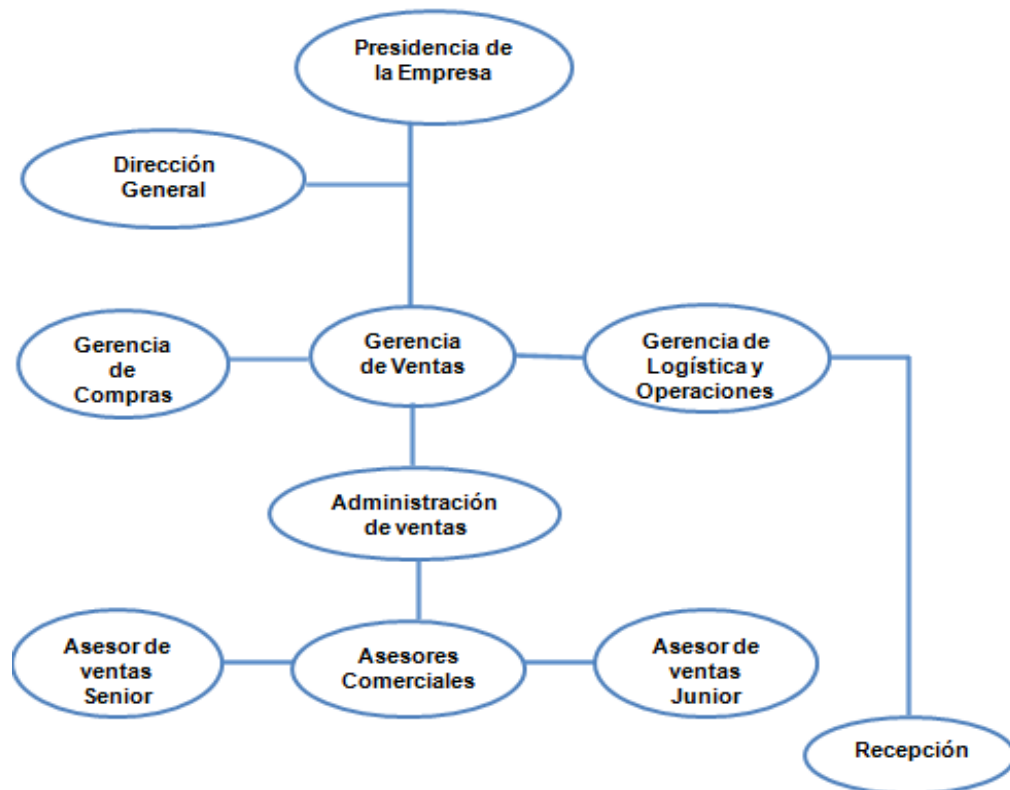 Presidencia de
la Empresa
Dirección
General
Gerencia
de
Compras
Gerencia
de Ventas
Gerencia de
Logística y
Operaciones
Administración
de ventas
Asesor de
ventas
Senior
Asesores
Comerciales
Asesor de
ventas
Junior
Recepción